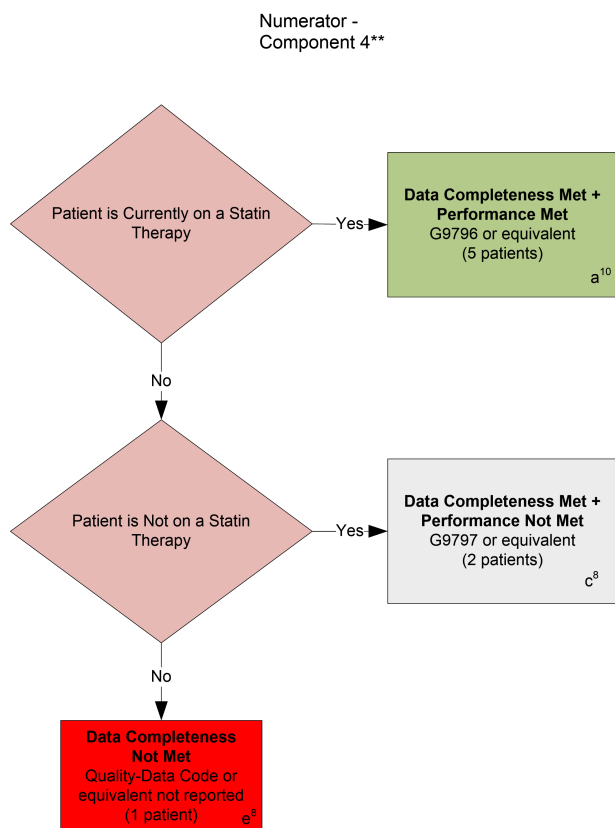 Numerator -
Component 4**
Patient is Currently on a Statin
Therapy
Yes
Data Completeness Met +
Performance Met
G9796 or equivalent
(5 patients)
a¹⁰
No
Patient is Not on a Statin
Therapy
Yes
Data Completeness Met +
Performance Not Met
G9797 or equivalent
(2 patients)
c⁸
No
Data Completeness
Not Met
Quality-Data Code or
equivalent not reported
(1 patient)
e⁸